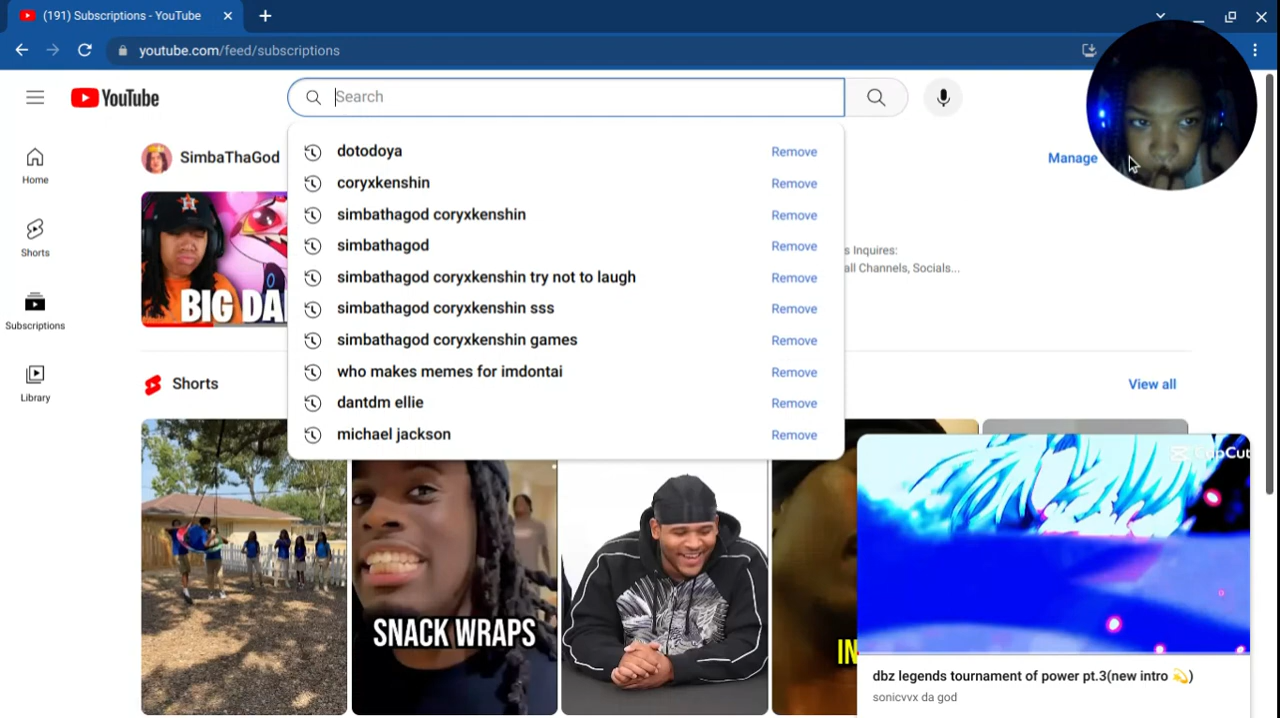 (191) Subscriptions - YouTube
youtube.com/feed/subscriptions
YouTube
Search
dotodoya Remove
coryxkenshin Remove
simbathagod coryxkenshin Remove
simbathagod Remove
simbathagod coryxkenshin try not to laugh Remove
simbathagod coryxkenshin sss Remove
simbathagod coryxkenshin games Remove
who makes memes for imdontai Remove
dantdm ellie Remove
michael jackson Remove
Home
Shorts
Subscriptions
Library
SimbaThaGod
Manage
s Inquires:
all Channels, Socials...
BIG DA
Shorts
View all
SNACK WRAPS
IN
CapCut
dbz legends tournament of power pt.3(new intro 💫)
sonicvvx da god